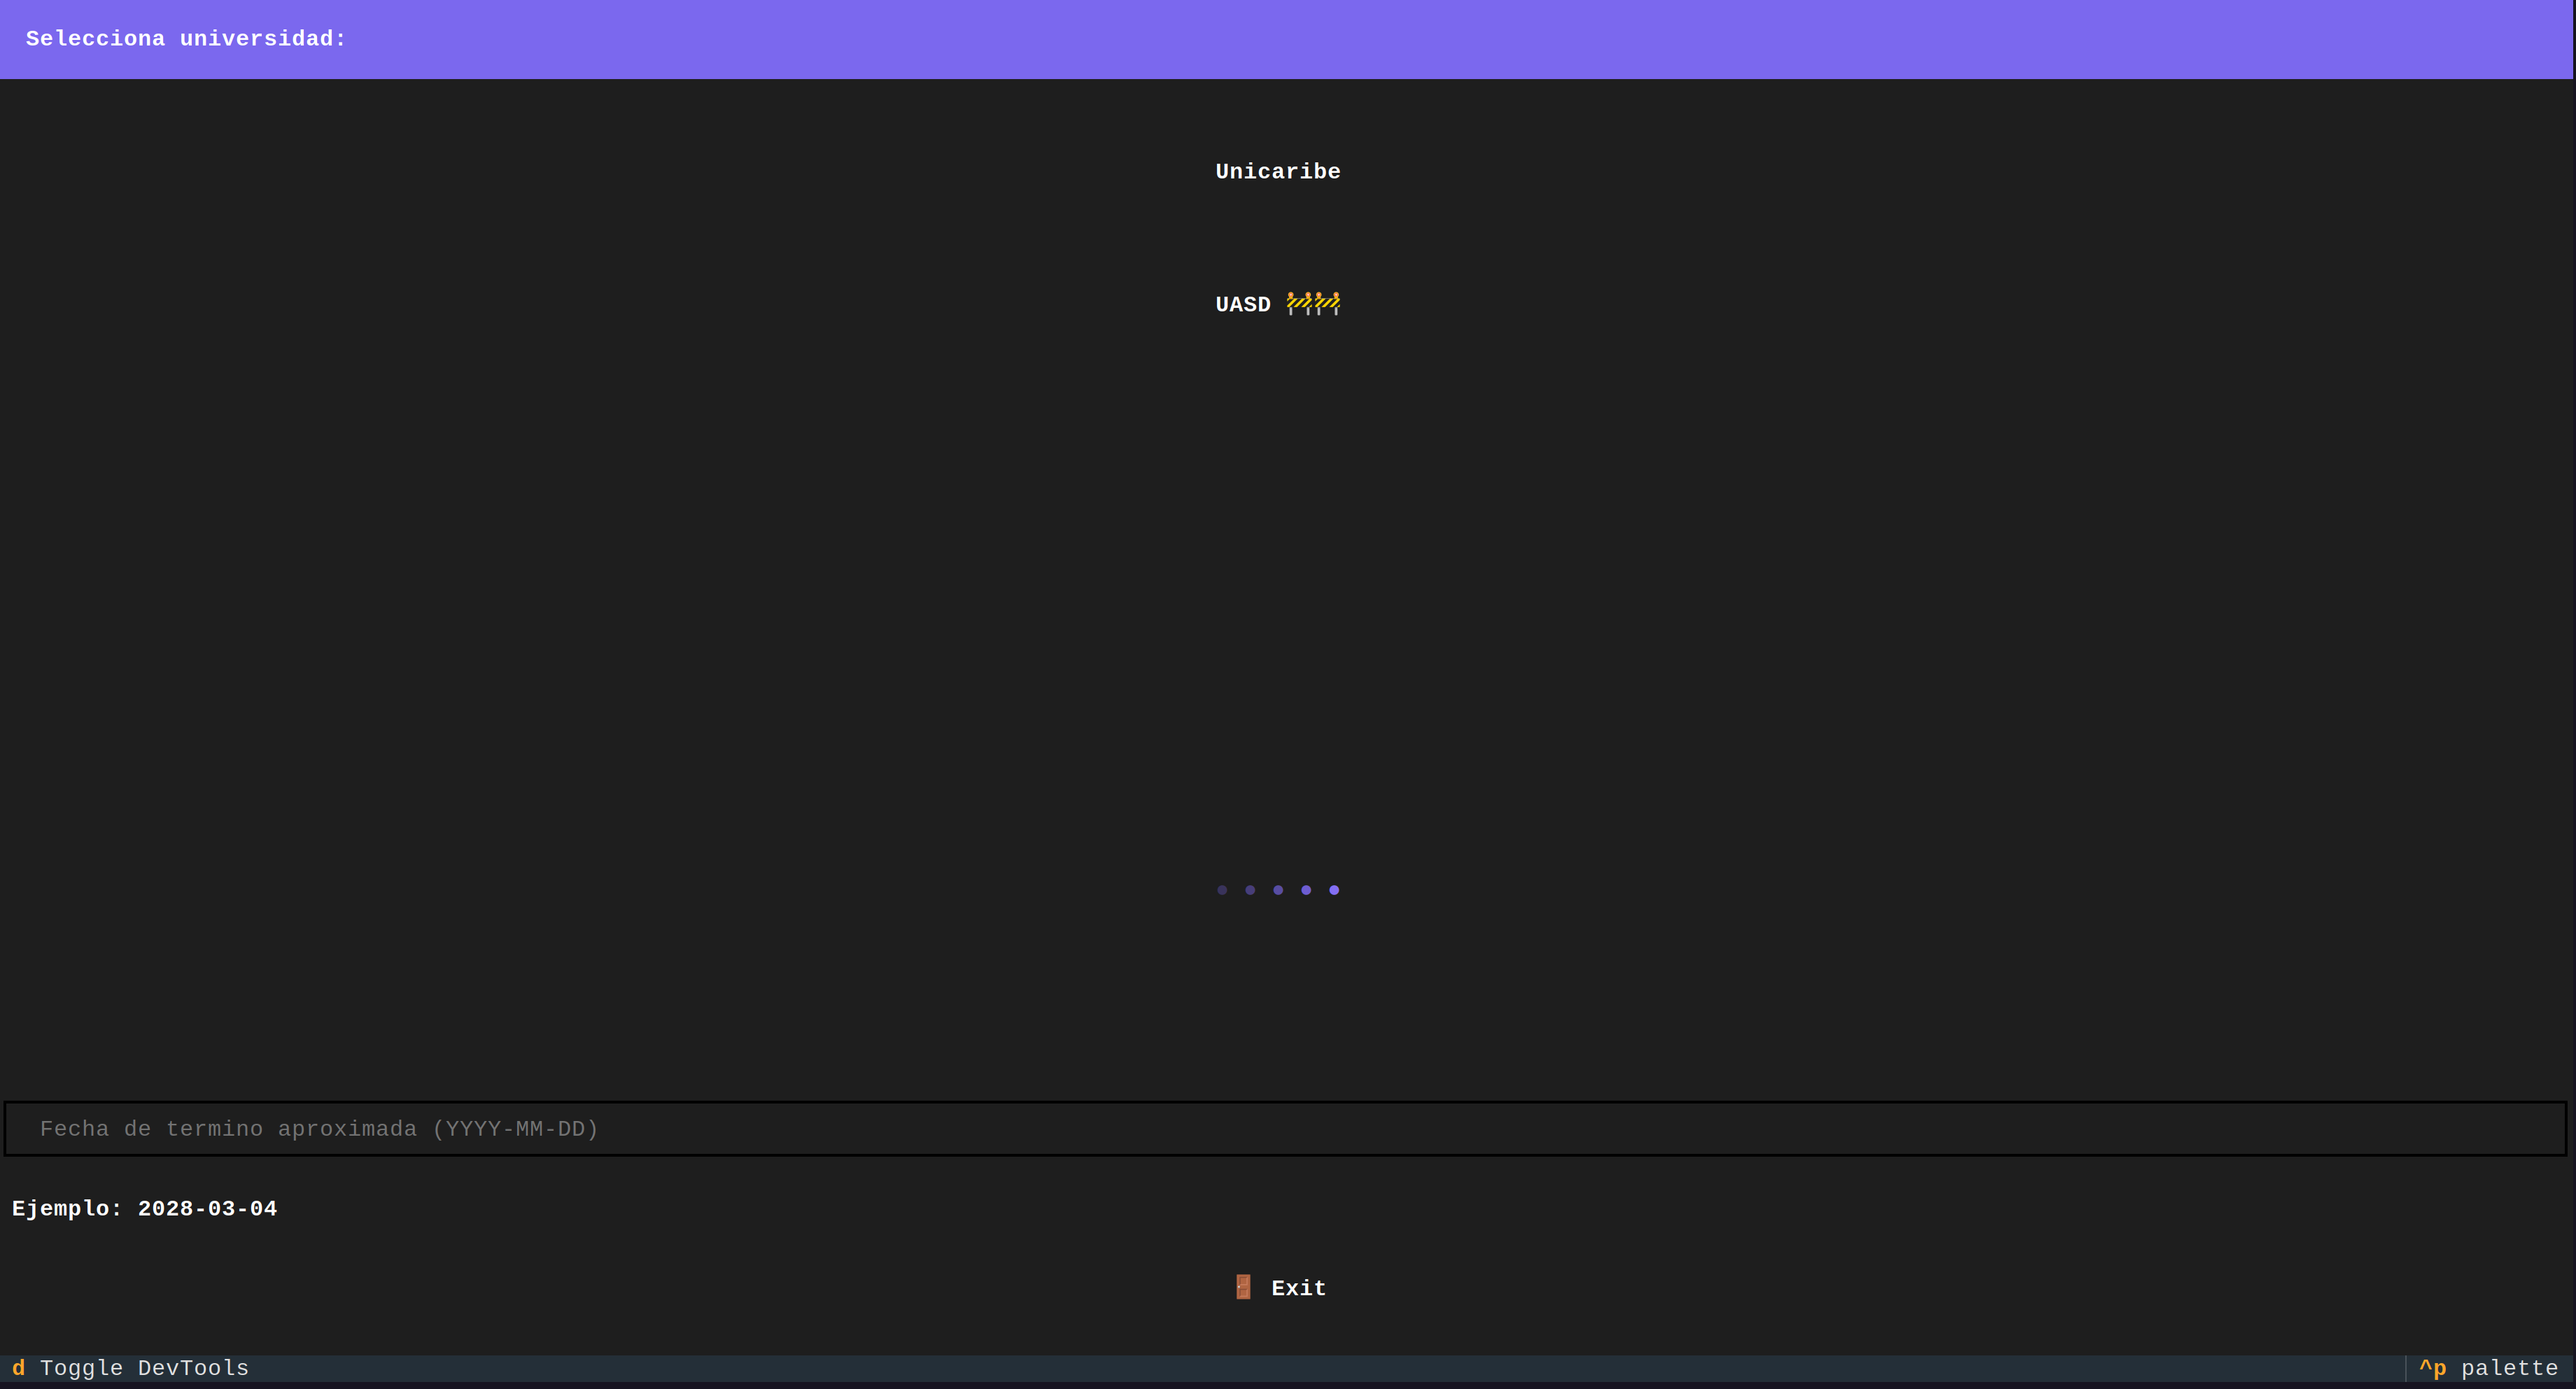 Selecciona universidad:
Unicaribe
UASD 🚧🚧
Fecha de termino aproximada (YYYY-MM-DD)
Ejemplo: 2028-03-04
🚪 Exit
d Toggle DevTools
^p palette